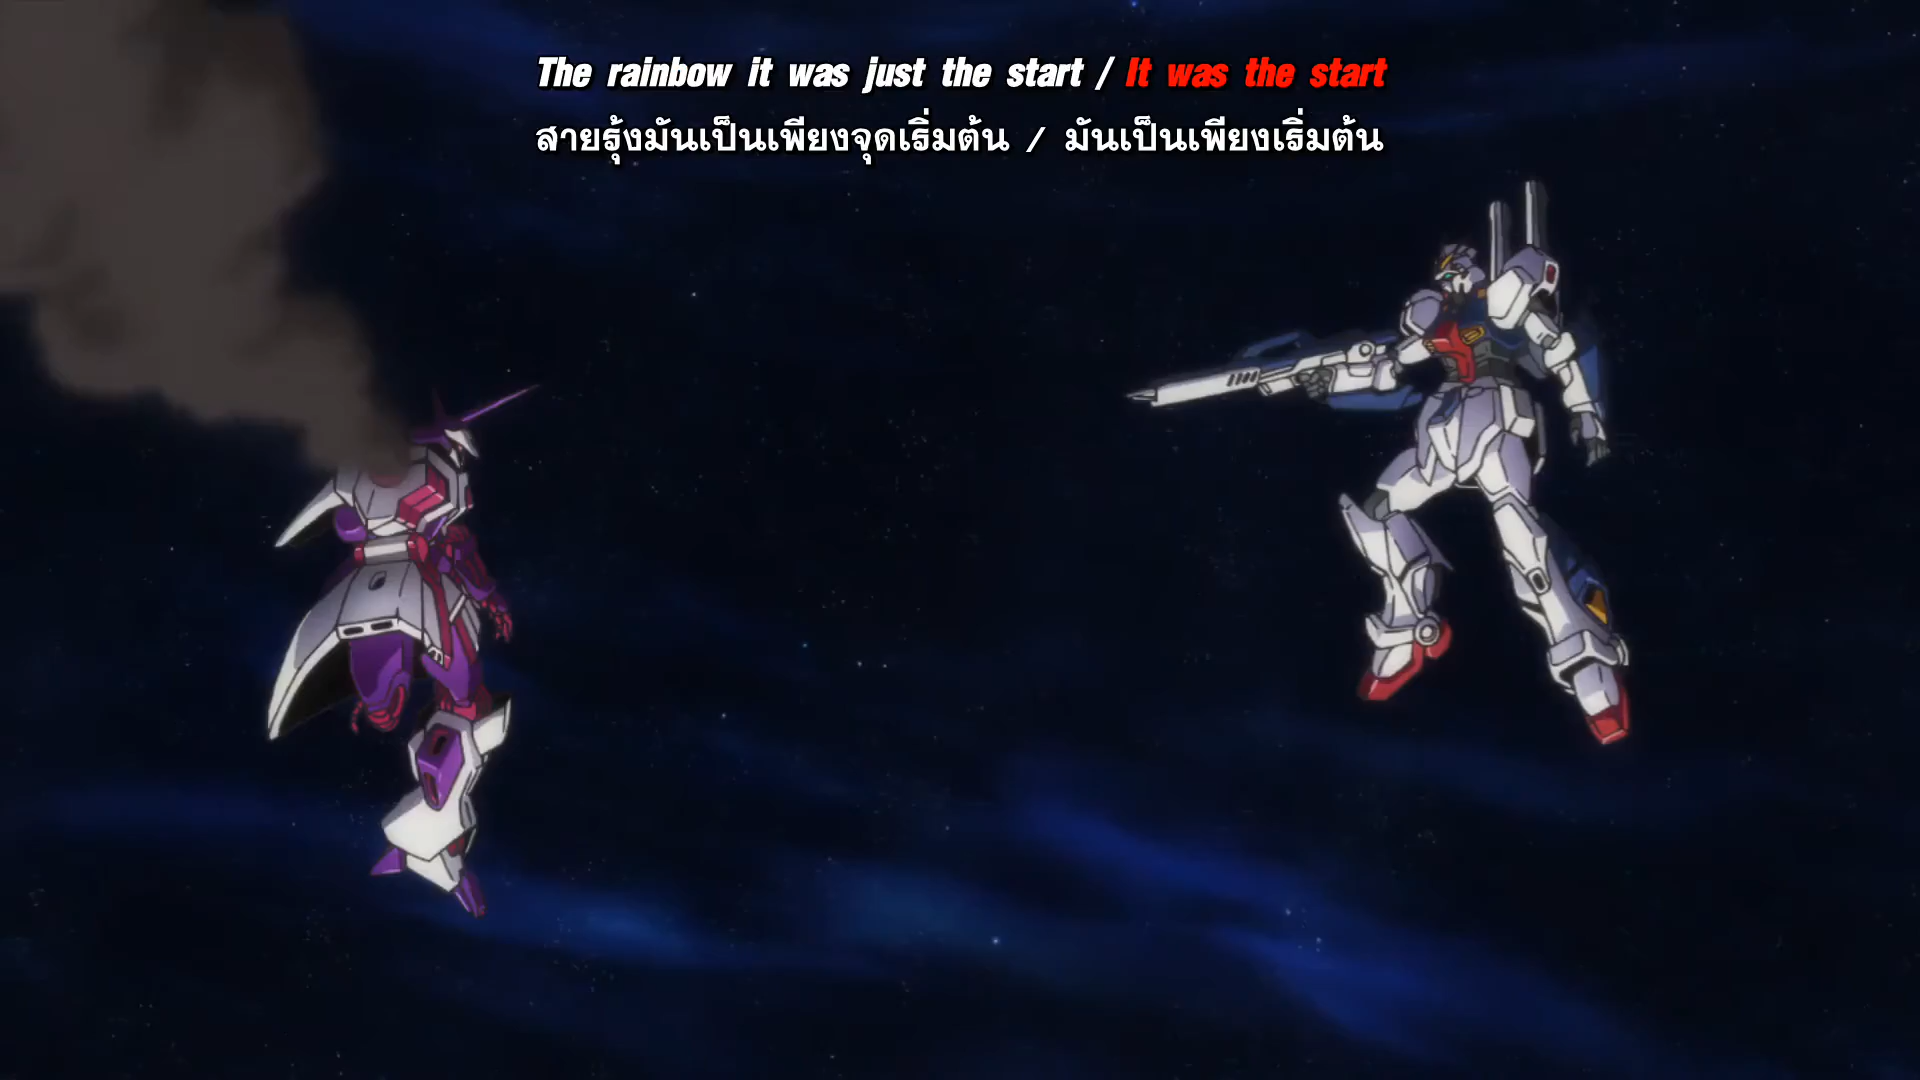 The rainbow it was just the start / It was the start
สายรุ้งมันเป็นเพียงจุดเริ่มต้น / มันเป็นเพียงเริ่มต้น